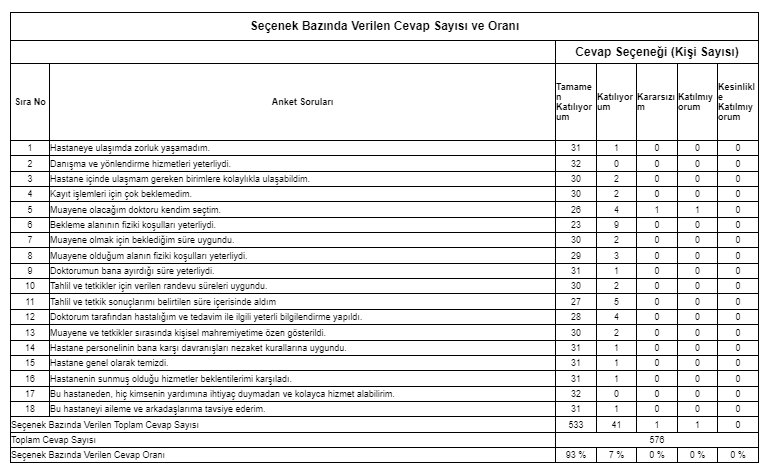 Seçenek Bazında Verilen Cevap Sayısı ve Oranı
Cevap Seçeneği (Kişi Sayısı)
Sıra No Anket Soruları Tamamen Katılıyorum Katılıyorum Kararsızım Katılmıyorum Kesinlikle Katılmıyorum
1 Hastaneye ulaşımda zorluk yaşamadım. 31 1 0 0 0
2 Danışma ve yönlendirme hizmetleri yeterliydi. 32 0 0 0 0
3 Hastane içinde ulaşmam gereken birimlere kolaylıkla ulaşabildim. 30 2 0 0 0
4 Kayıt işlemleri için çok beklemedim. 30 2 0 0 0
5 Muayene olacağım doktoru kendim seçtim. 26 4 1 1 0
6 Bekleme alanının fiziki koşulları yeterliydi. 23 9 0 0 0
7 Muayene olmak için beklediğim süre uygundu. 30 2 0 0 0
8 Muayene olduğum alanın fiziki koşulları yeterliydi. 29 3 0 0 0
9 Doktorumun bana ayırdığı süre yeterliydi. 31 1 0 0 0
10 Tahlil ve tetkikler için verilen randevu süreleri uygundu. 30 2 0 0 0
11 Tahlil ve tetkik sonuçlarımı belirtilen süre içerisinde aldım 27 5 0 0 0
12 Doktorum tarafından hastalığım ve tedavim ile ilgili yeterli bilgilendirme yapıldı. 28 4 0 0 0
13 Muayene ve tetkikler sırasında kişisel mahremiyetime özen gösterildi. 30 2 0 0 0
14 Hastane personelinin bana karşı davranışları nezaket kurallarına uygundu. 31 1 0 0 0
15 Hastane genel olarak temizdi. 31 1 0 0 0
16 Hastanenin sunmuş olduğu hizmetler beklentilerimi karşıladı. 31 1 0 0 0
17 Bu hastaneden, hiç kimsenin yardımına ihtiyaç duymadan ve kolayca hizmet alabilirim. 32 0 0 0 0
18 Bu hastaneyi aileme ve arkadaşlarıma tavsiye ederim. 31 1 0 0 0
Seçenek Bazında Verilen Toplam Cevap Sayısı 533 41 1 1 0
Toplam Cevap Sayısı 576
Seçenek Bazında Verilen Cevap Oranı 93 % 7 % 0 % 0 % 0 %